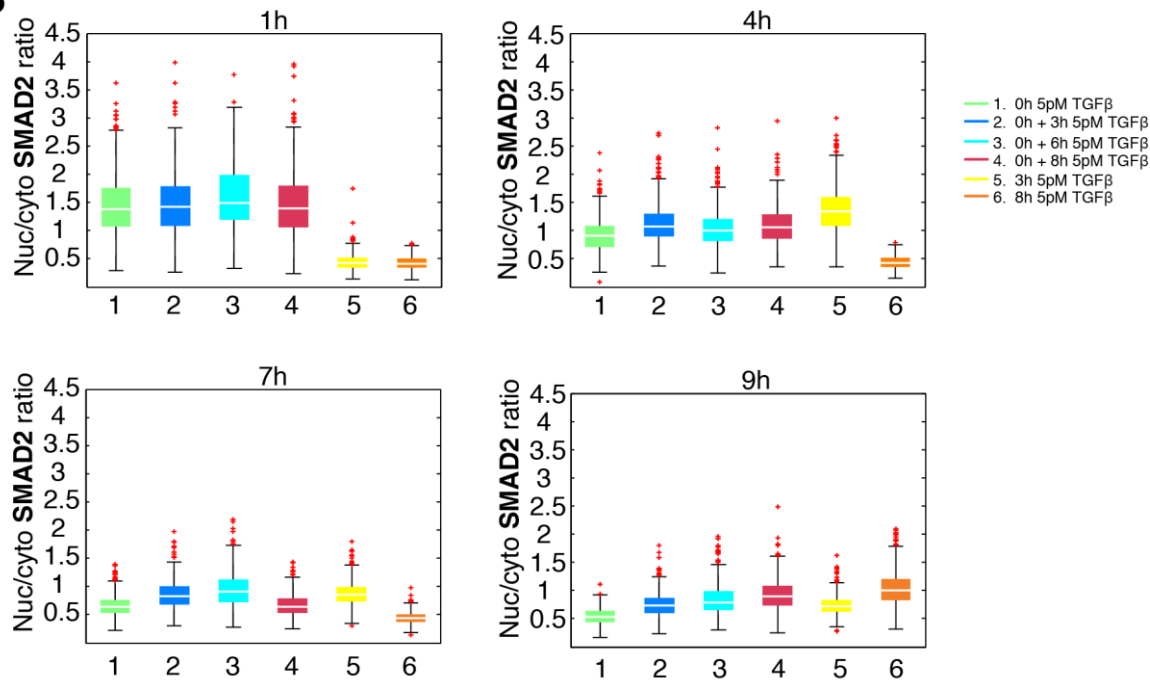 1h
Nuc/cyto SMAD2 ratio
4.5
4
3.5
3
2.5
2
1.5
1
0.5
1 2 3 4 5 6
4h
Nuc/cyto SMAD2 ratio
4.5
4
3.5
3
2.5
2
1.5
1
0.5
1 2 3 4 5 6
1. 0h 5pM TGFβ
2. 0h + 3h 5pM TGFβ
3. 0h + 6h 5pM TGFβ
4. 0h + 8h 5pM TGFβ
5. 3h 5pM TGFβ
6. 8h 5pM TGFβ
7h
Nuc/cyto SMAD2 ratio
4.5
4
3.5
3
2.5
2
1.5
1
0.5
1 2 3 4 5 6
9h
Nuc/cyto SMAD2 ratio
4.5
4
3.5
3
2.5
2
1.5
1
0.5
1 2 3 4 5 6